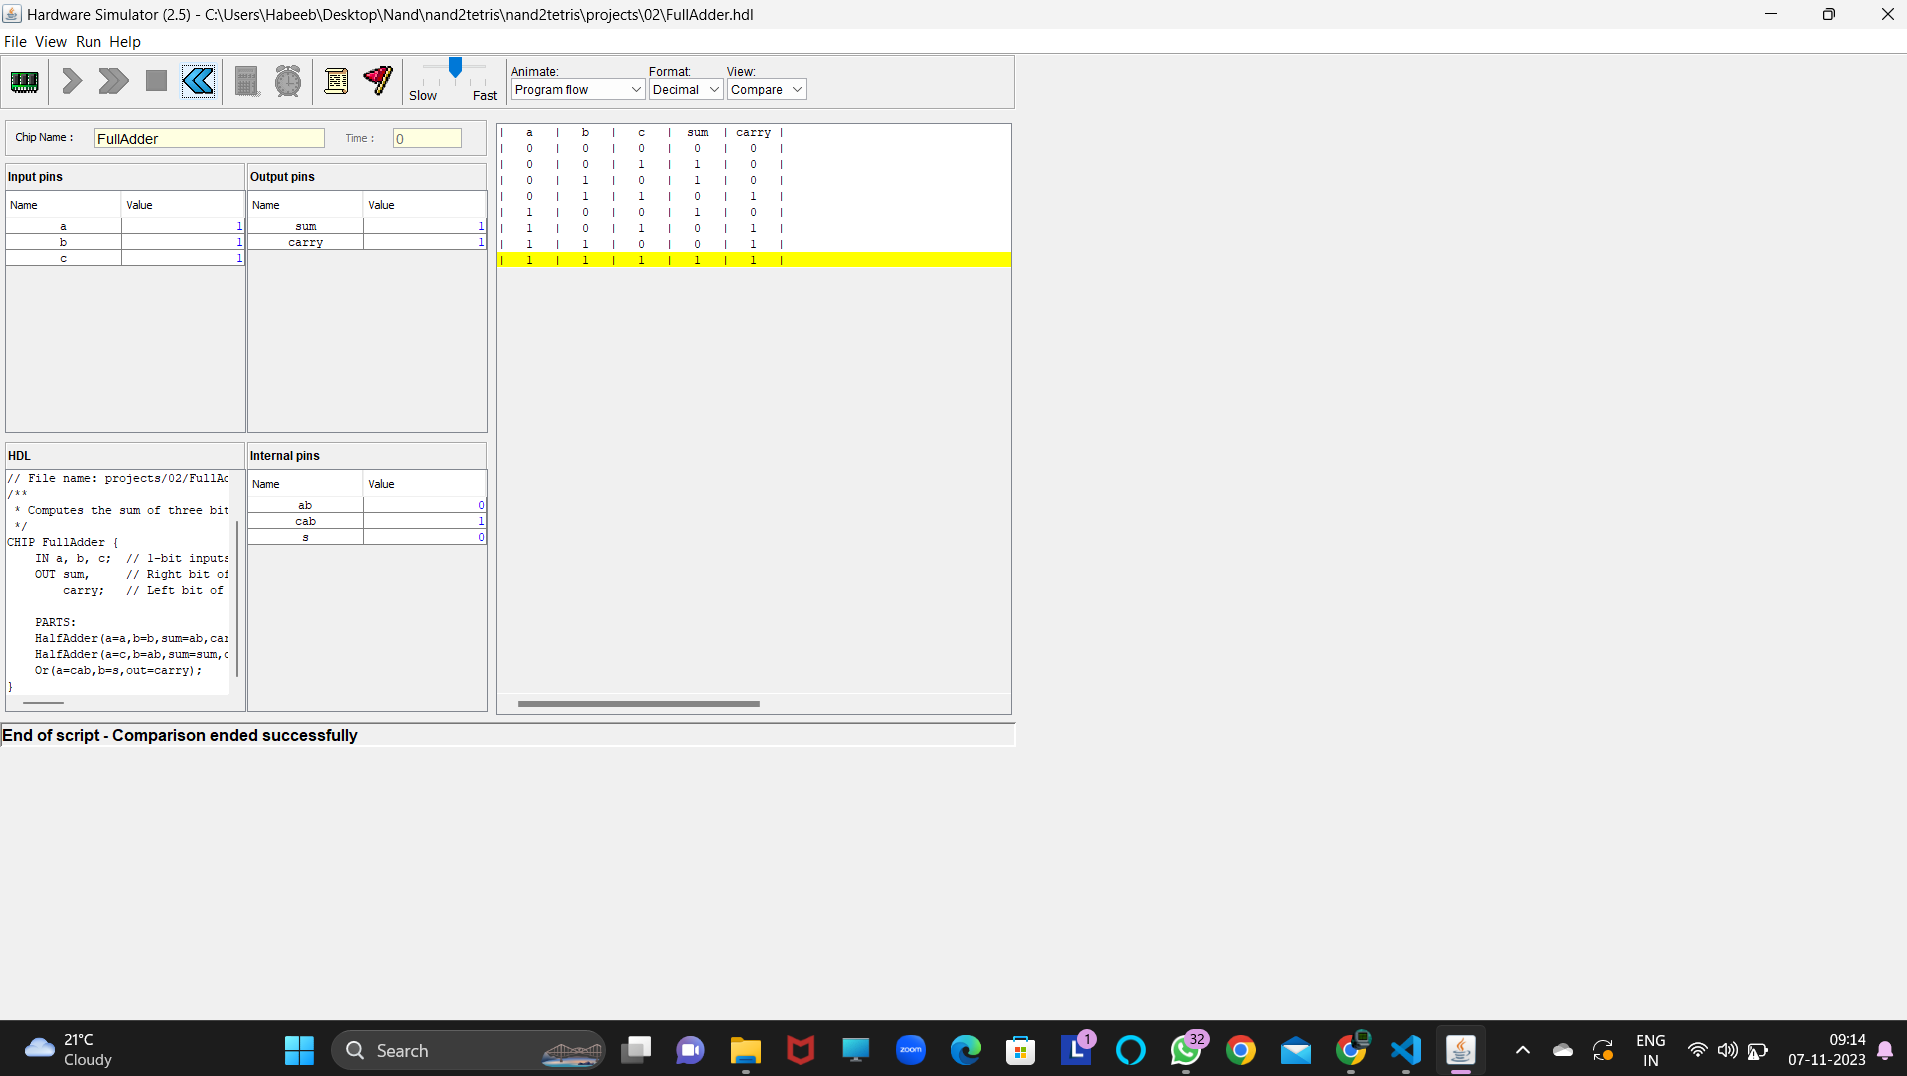 Hardware Simulator (2.5) - C:\Users\Habeeb\Desktop\Nand\nand2tetris\nand2tetris\projects\02\FullAdder.hdl
File View Run Help
Slow Fast
Animate: Format: View:
Program flow Decimal Compare
Chip Name : FullAdder Time : 0
Input pins
Name Value
a 1
b 1
c 1
Output pins
Name Value
sum 1
carry 1
| a | b | c | sum | carry |
| 0 | 0 | 0 | 0 | 0 |
| 0 | 0 | 1 | 1 | 0 |
| 0 | 1 | 0 | 1 | 0 |
| 0 | 1 | 1 | 0 | 1 |
| 1 | 0 | 0 | 1 | 0 |
| 1 | 0 | 1 | 0 | 1 |
| 1 | 1 | 0 | 0 | 1 |
| 1 | 1 | 1 | 1 | 1 |
HDL
// File name: projects/02/FullAd
/**
* Computes the sum of three bit
*/
CHIP FullAdder {
IN a, b, c; // 1-bit inputs
OUT sum, // Right bit of
carry; // Left bit of
PARTS:
HalfAdder(a=a,b=b,sum=ab,car
HalfAdder(a=c,b=ab,sum=sum,c
Or(a=cab,b=s,out=carry);
}
Internal pins
Name Value
ab 0
cab 1
s 0
End of script - Comparison ended successfully
21°C
Cloudy
Search
zoom
L
1
32
ENG
IN
09:14
07-11-2023